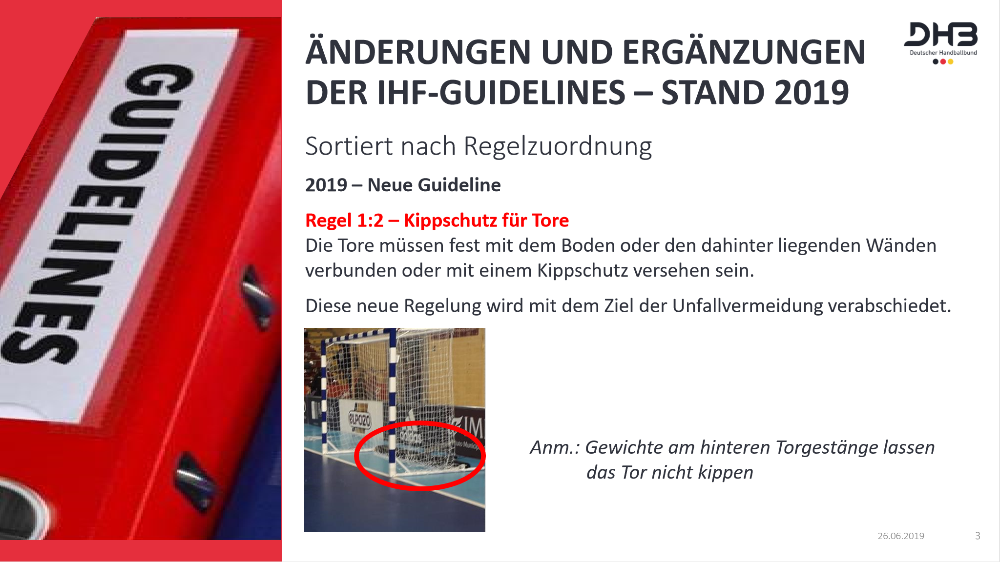 GUIDELINES
ÄNDERUNGEN UND ERGÄNZUNGEN
DER IHF-GUIDELINES – STAND 2019
DHB
Deutscher Handballbund
Sortiert nach Regelzuordnung
2019 – Neue Guideline
Regel 1:2 – Kippschutz für Tore
Die Tore müssen fest mit dem Boden oder den dahinter liegenden Wänden
verbunden oder mit einem Kippschutz versehen sein.
Diese neue Regelung wird mit dem Ziel der Unfallvermeidung verabschiedet.
ELPOZO
adidas
IM
Anm.: Gewichte am hinteren Torgestänge lassen
das Tor nicht kippen
26.06.2019
3